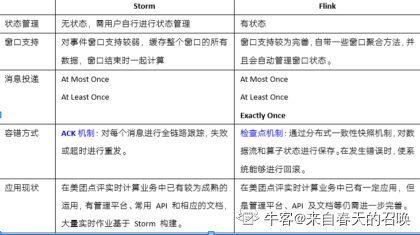 Storm Flink
状态管理 无状态，需用户自行进行状态管理 有状态
窗口支持 对事件窗口支持较弱，缓存整个窗口的所有 窗口支持较为完善，自带一些窗口聚合方法，并
数据，窗口结束时一起计算 且会自动管理窗口状态。
消息投递 At Most Once At Most Once
At Least Once At Least Once
Exactly Once
容错方式 ACK 机制：对每个消息进行全链路跟踪，失败 检查点机制：通过分布式一致性快照机制，对数
或超时进行重发。 据流和算子状态进行保存。在发生错误时，使系
统能够进行回滚。
应用现状 在美团点评实时计算业务中已有较为成熟的 在美团点评实时计算业务中已有一定应用，但
运用，有管理平台、常用 API 和相应的文档， 是管理平台、API 及文档等仍需进一步完善。
大量实时作业基于 Storm 构建。
牛客@来自春天的召唤